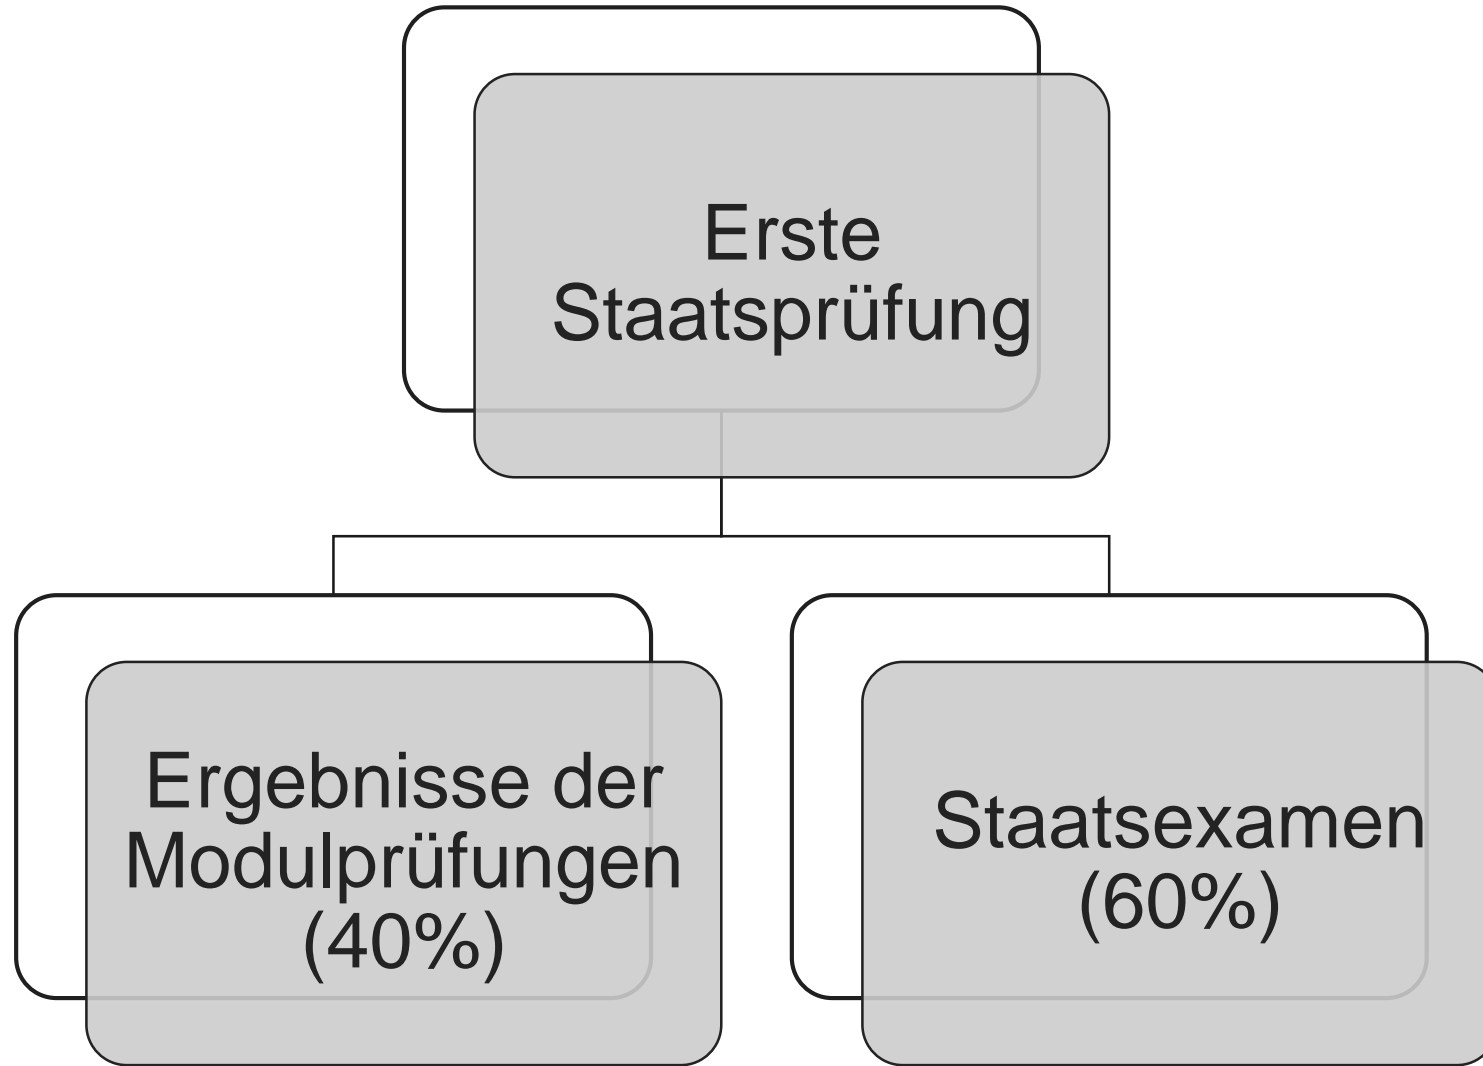 Erste
Staatsprüfung
Ergebnisse der
Modulprüfungen
(40%)
Staatsexamen
(60%)